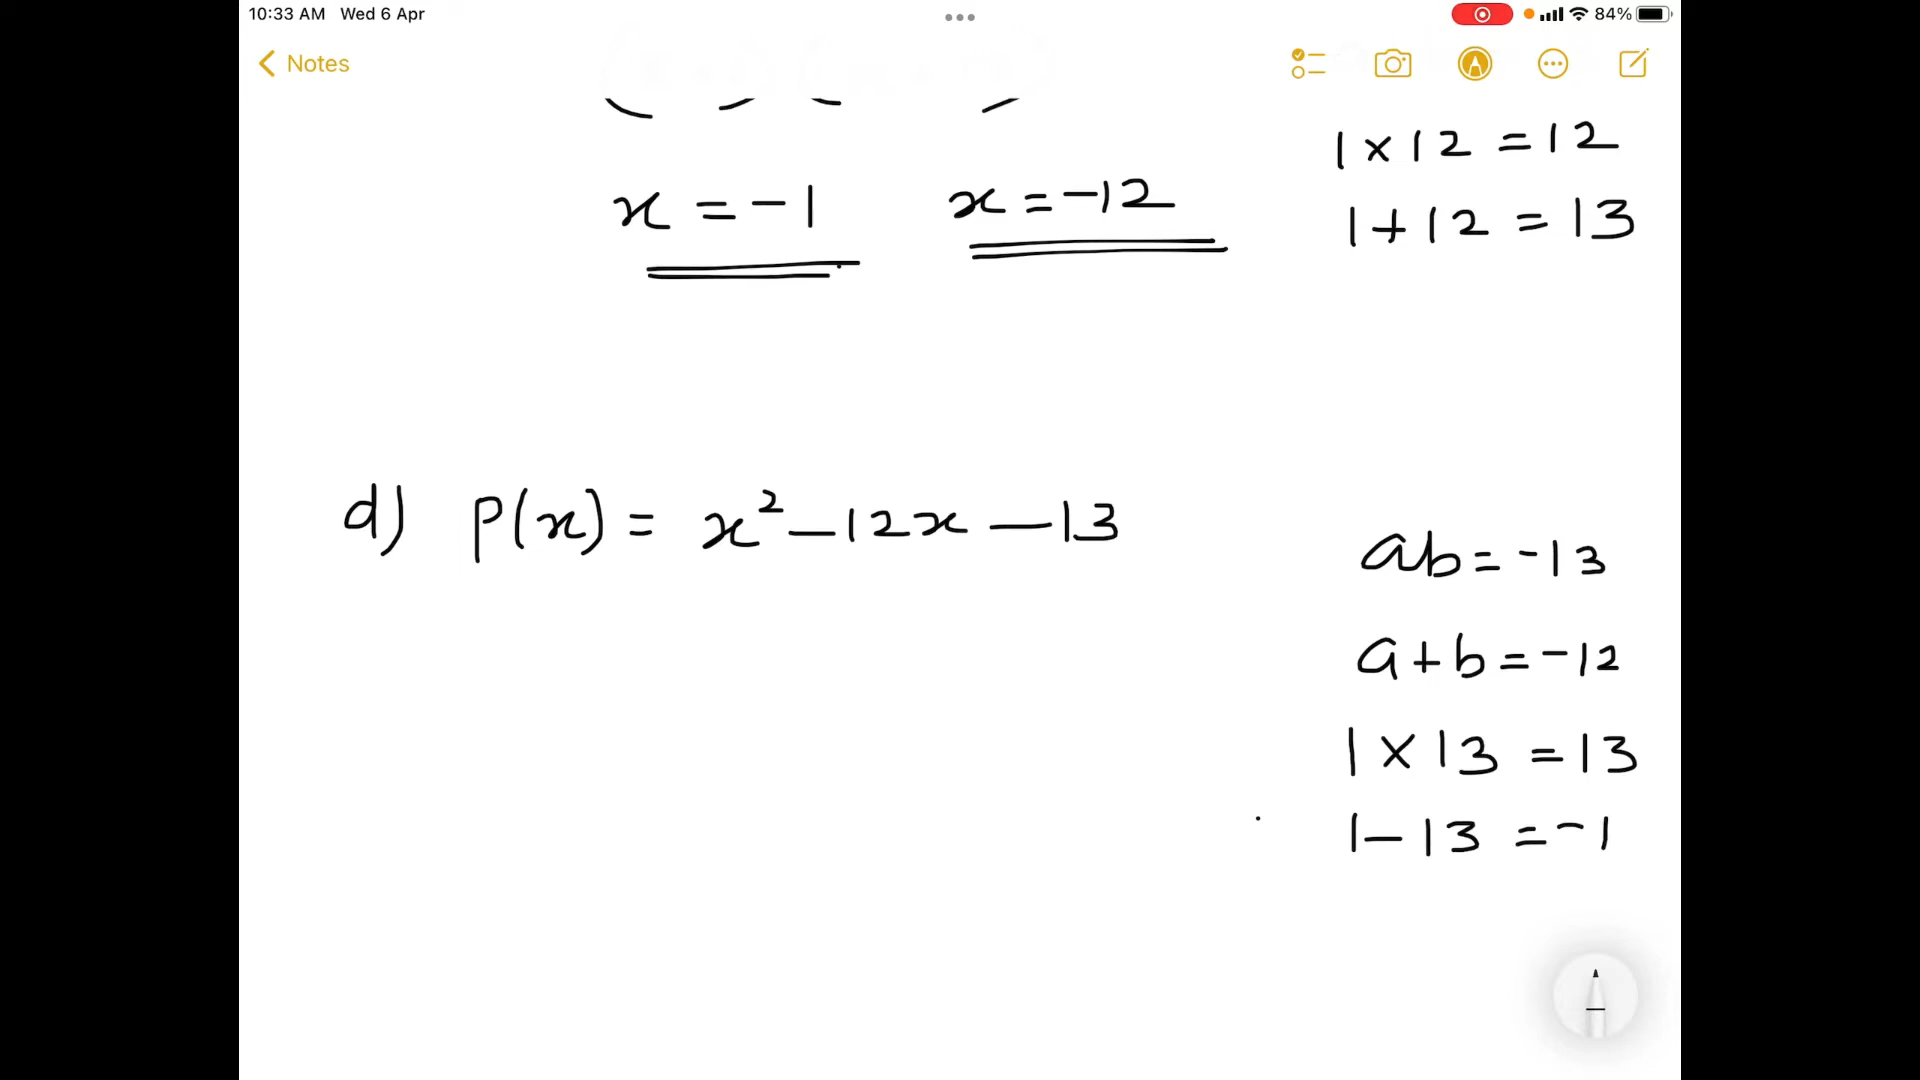 10:33 AM Wed 6 Apr
84%
Notes
1 × 12 = 12
x = -1 x = -12
1 + 12 = 13
d) P(x) = x² - 12x - 13
ab = -13
a + b = -12
1 × 13 = 13
1 - 13 = -1